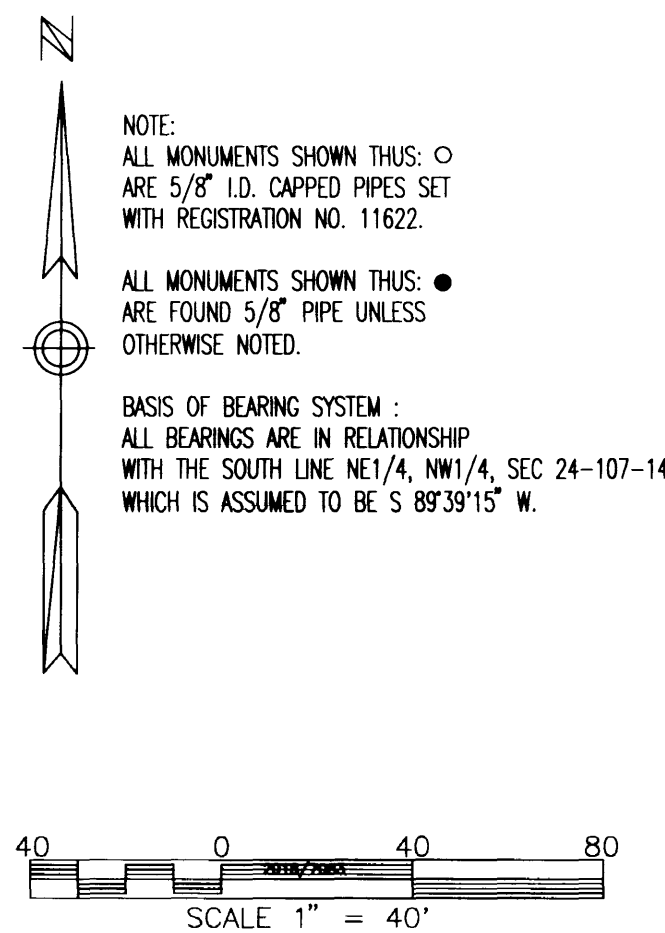 N
NOTE:
ALL MONUMENTS SHOWN THUS: ○
ARE 5/8" I.D. CAPPED PIPES SET
WITH REGISTRATION NO. 11622.
ALL MONUMENTS SHOWN THUS: ●
ARE FOUND 5/8" PIPE UNLESS
OTHERWISE NOTED.
BASIS OF BEARING SYSTEM :
ALL BEARINGS ARE IN RELATIONSHIP
WITH THE SOUTH LINE NE1/4, NW1/4, SEC 24-107-14
WHICH IS ASSUMED TO BE S 89°39'15" W.
40 0 40 80
SCALE 1" = 40'